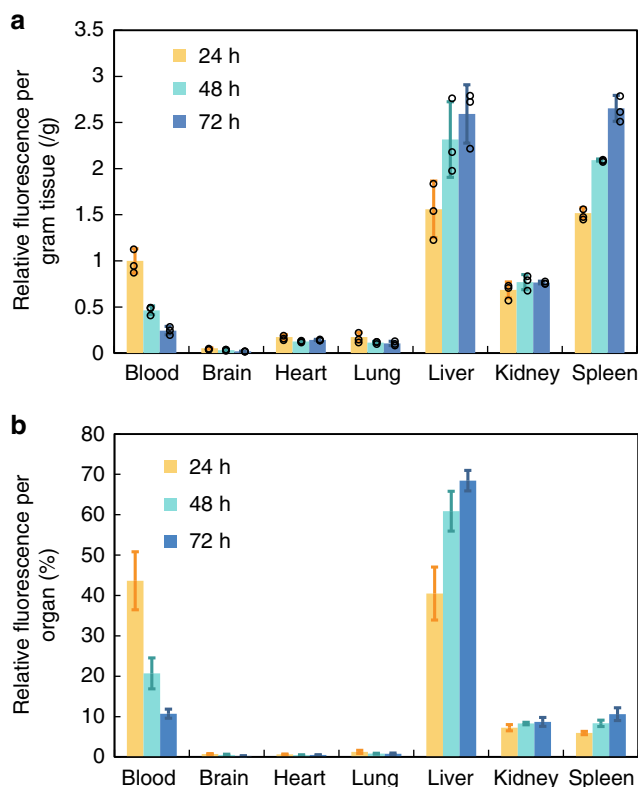 a
Relative fluorescence per
gram tissue (/g)
3.5
3
2.5
2
1.5
1
0.5
0
24 h
48 h
72 h
Blood Brain Heart Lung Liver Kidney Spleen
b
Relative fluorescence per
organ (%)
80
70
60
50
40
30
20
10
0
24 h
48 h
72 h
Blood Brain Heart Lung Liver Kidney Spleen